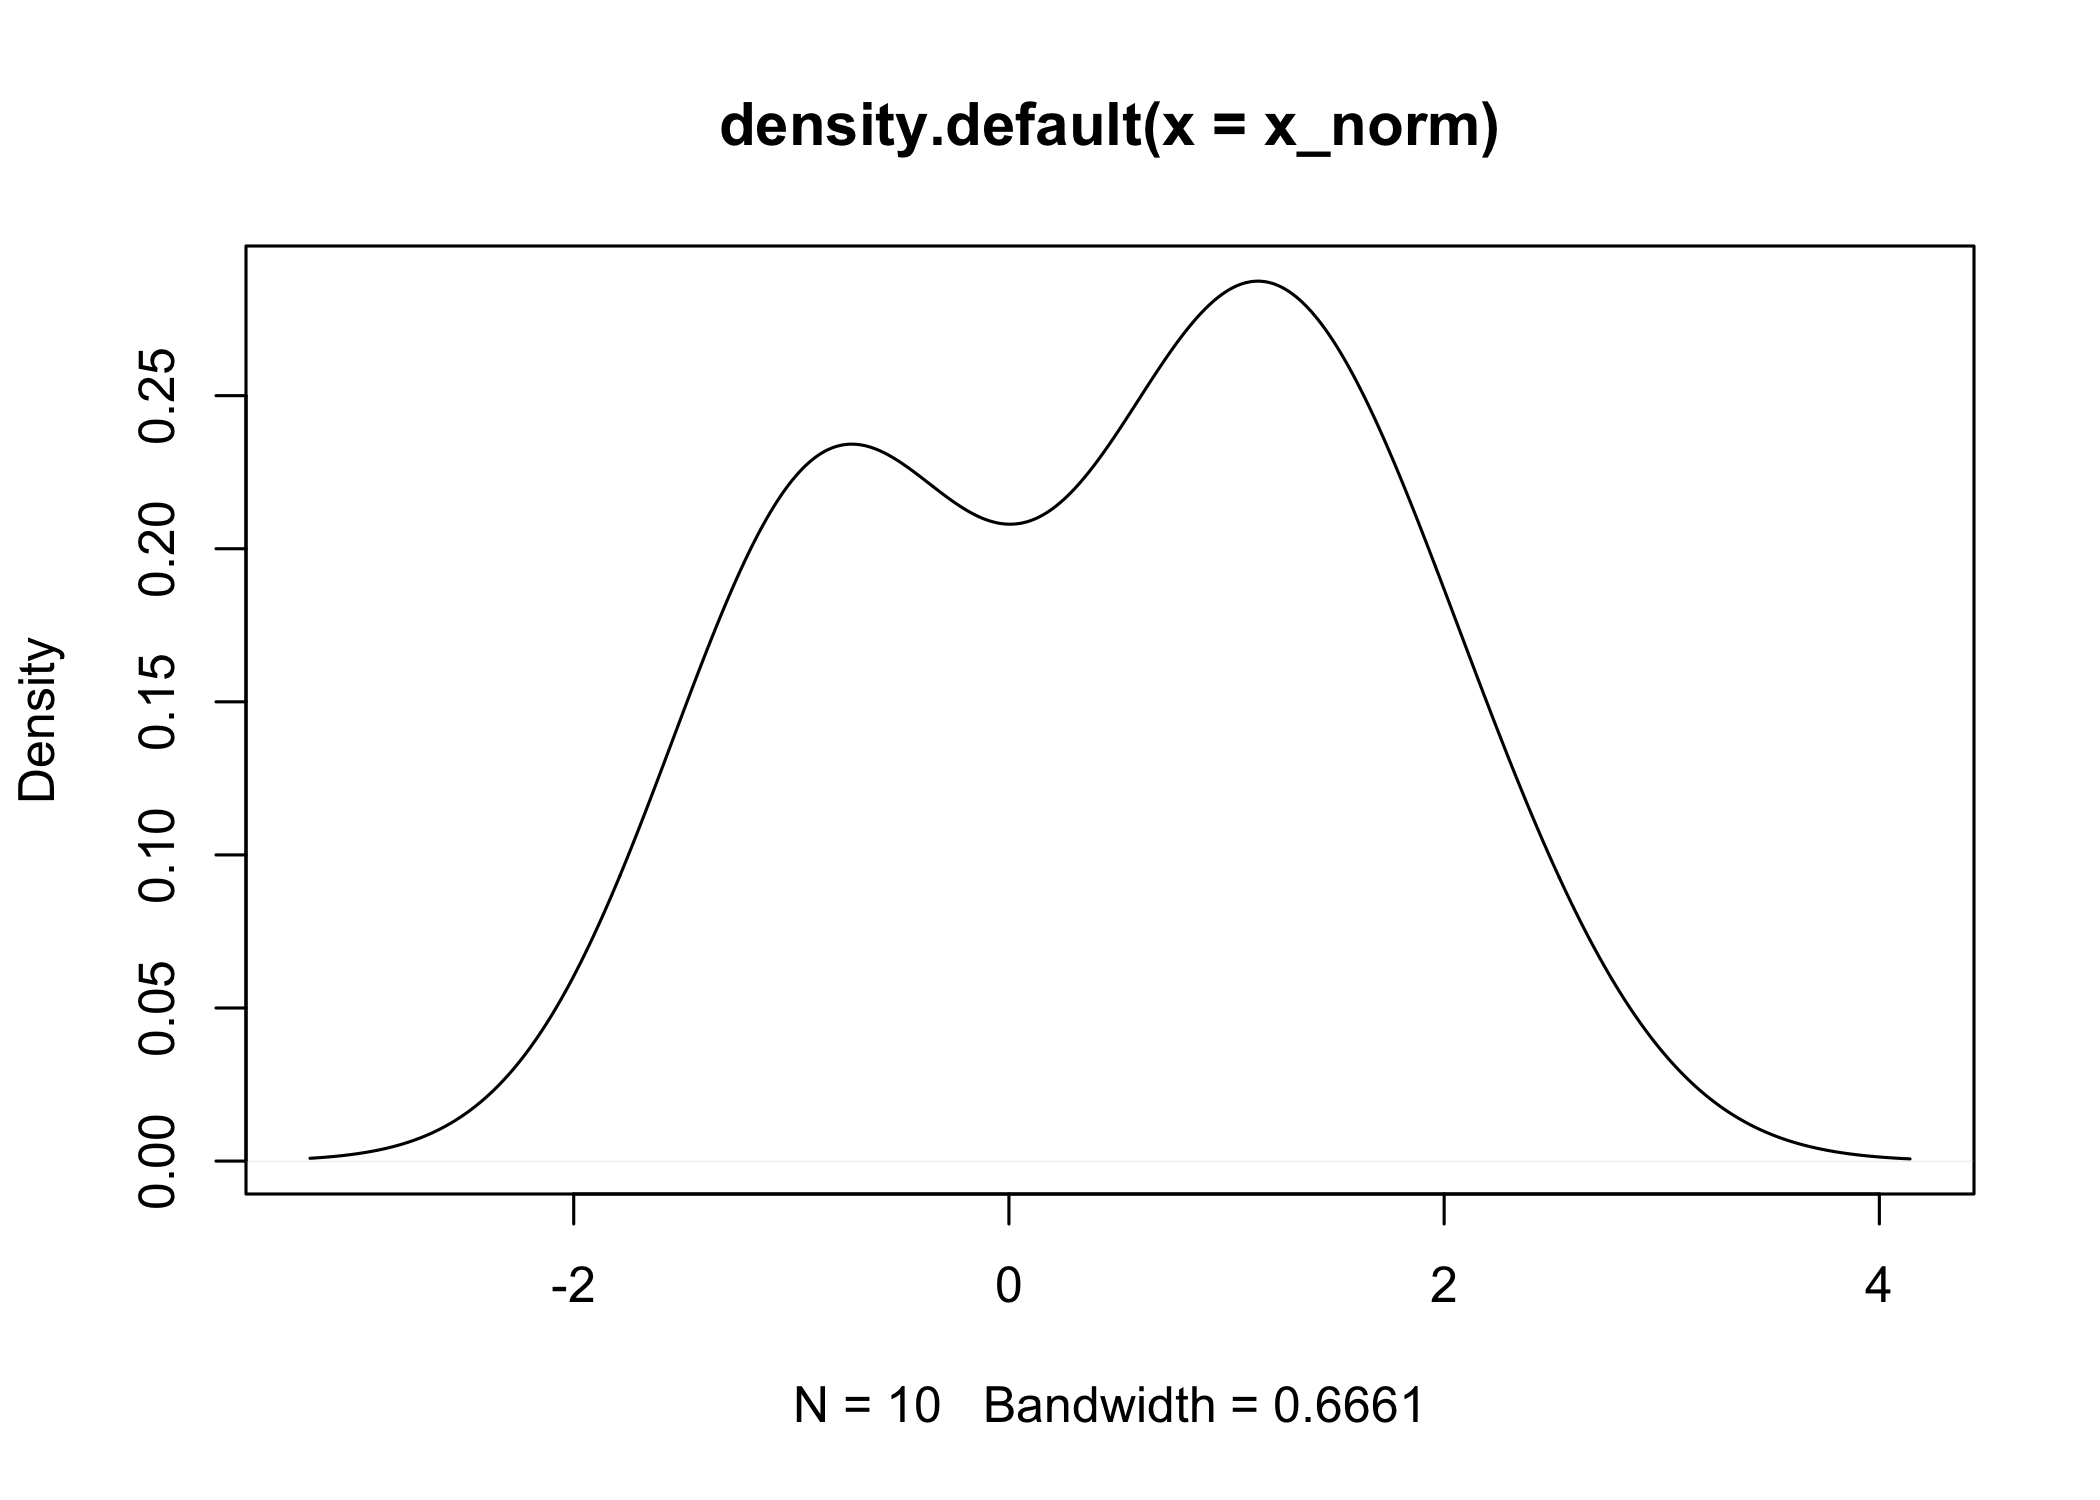 density.default(x = x_norm)
Density
0.25
0.20
0.15
0.10
0.05
0.00
-2 0 2 4
N = 10 Bandwidth = 0.6661